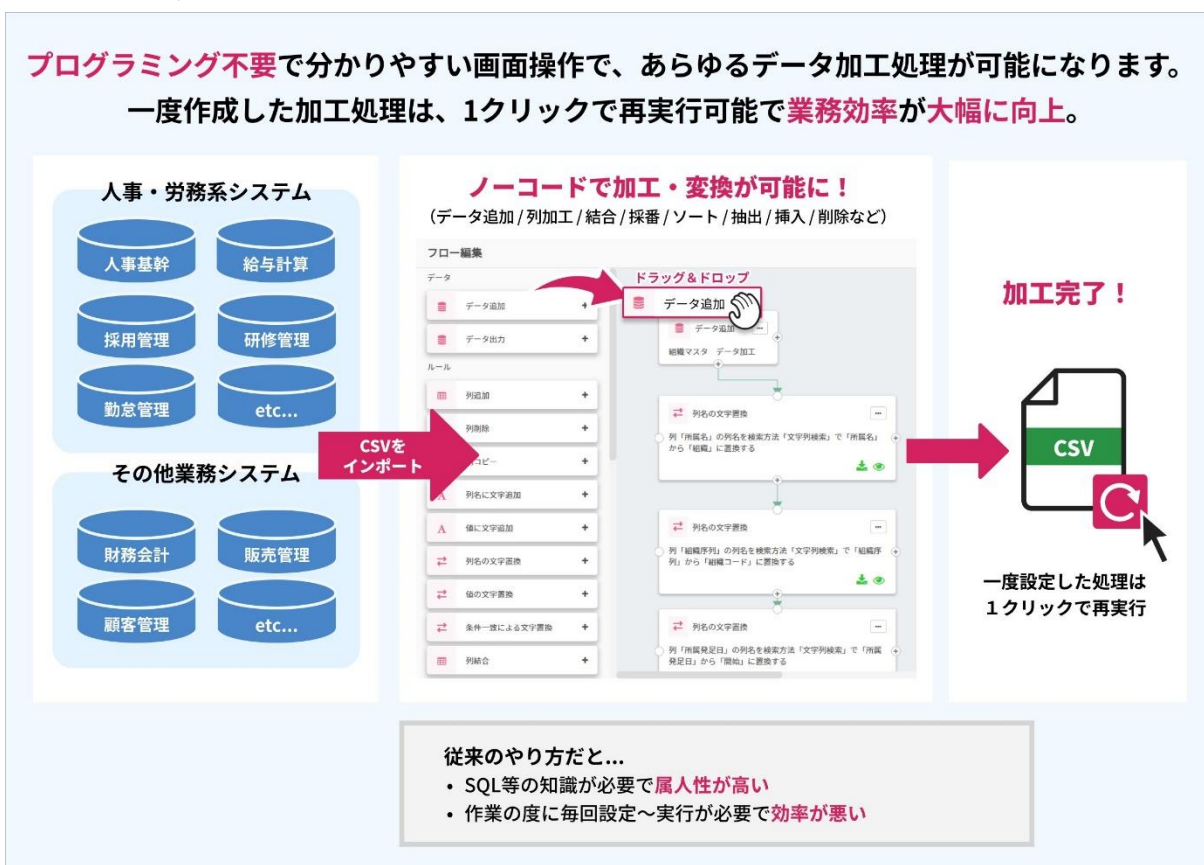 プログラミング不要で分かりやすい画面操作で、あらゆるデータ加工処理が可能になります。
一度作成した加工処理は、1クリックで再実行可能で業務効率が大幅に向上。
人事・労務系システム
人事基幹
給与計算
採用管理
研修管理
勤怠管理
etc...
その他業務システム
財務会計
販売管理
顧客管理
etc...
CSVを
インポート
ノーコードで加工・変換が可能に！
（データ追加/列加工/結合/採番/ソート/抽出/挿入/削除など）
フロー編集
データ
データ追加 +
データ出力 +
ルール
列追加 +
列削除 +
コピー +
A 列名に文字追加 +
A 値に文字追加 +
列名の文字置換 +
値の文字置換 +
条件一致による文字置換 +
列結合 +
ドラッグ＆ドロップ
データ追加
データ追加
組織マスタ データ加工
列名の文字置換
列「所属名」の列名を検索方法「文字列検索」で「所属名」
から「組織」に置換する
列名の文字置換
列「組織序列」の列名を検索方法「文字列検索」で「組織序
列」から「組織コード」に置換する
列名の文字置換
列「所属発足日」の列名を検索方法「文字列検索」で「所属
発足日」から「開始」に置換する
加工完了！
CSV
一度設定した処理は
１クリックで再実行
従来のやり方だと...
• SQL等の知識が必要で属人性が高い
• 作業の度に毎回設定〜実行が必要で効率が悪い